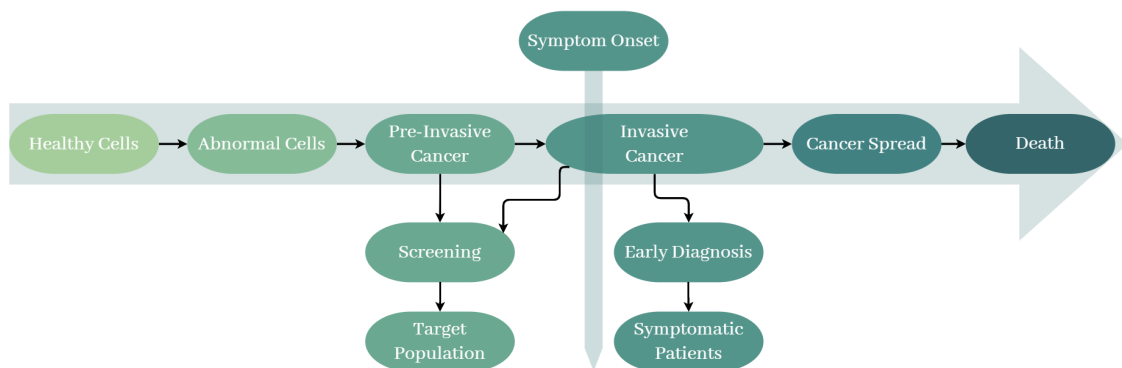 Symptom Onset
Healthy Cells
Abnormal Cells
Pre-Invasive
Cancer
Invasive
Cancer
Cancer Spread
Death
Screening
Early Diagnosis
Target
Population
Symptomatic
Patients